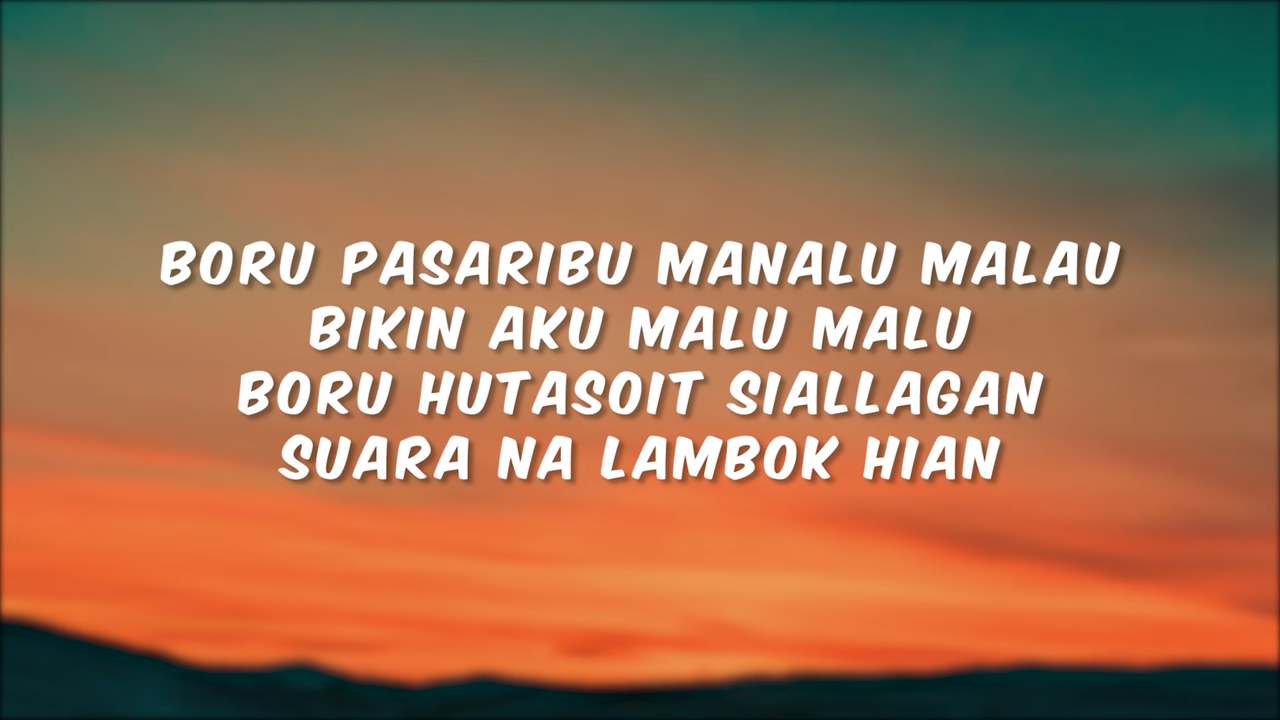 BORU PASARIBU MANALU MALAU
BIKIN AKU MALU MALU
BORU HUTASOIT SIALLAGAN
SUARA NA LAMBOK HIAN